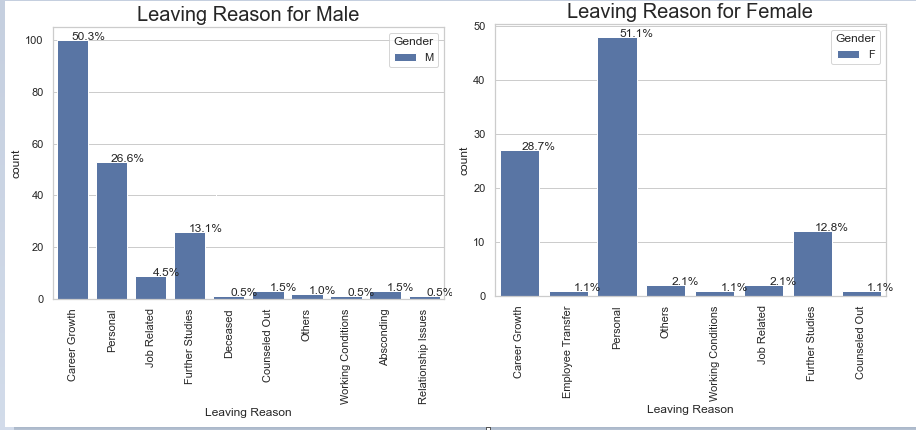 Leaving Reason for Male
Gender
M
count
100
80
60
40
20
0
50.3%
26.6%
4.5%
13.1%
0.5%
1.5%
1.0%
0.5%
1.5%
0.5%
Career Growth
Personal
Job Related
Further Studies
Deceased
Counseled Out
Others
Working Conditions
Absconding
Relationship Issues
Leaving Reason
Leaving Reason for Female
Gender
F
count
50
40
30
20
10
0
28.7%
1.1%
51.1%
2.1%
1.1%
2.1%
12.8%
1.1%
Career Growth
Employee Transfer
Personal
Others
Working Conditions
Job Related
Further Studies
Counseled Out
Leaving Reason